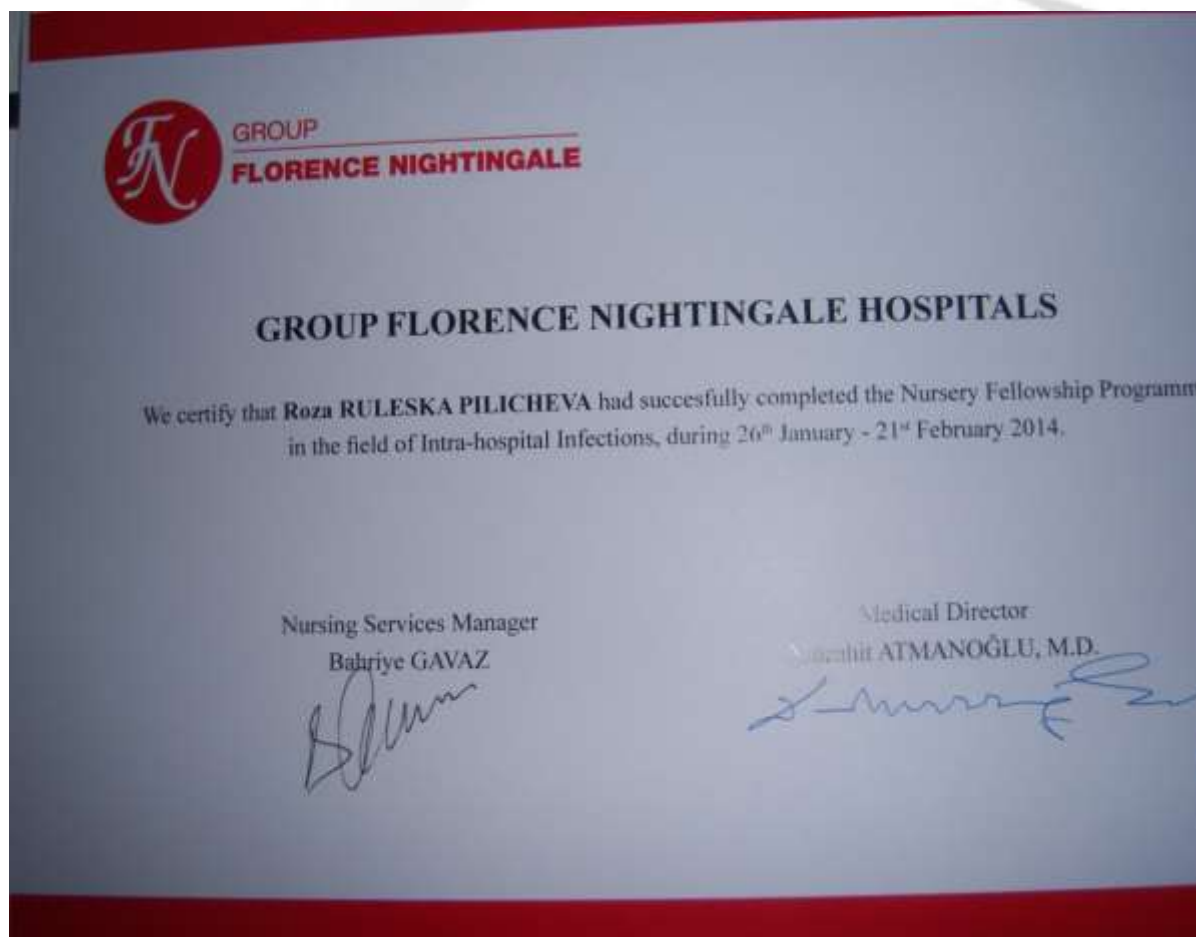 FN
GROUP
FLORENCE NIGHTINGALE
GROUP FLORENCE NIGHTINGALE HOSPITALS
We certify that Roza RULESKA PILICHEVA had succesfully completed the Nursery Fellowship Programm
in the field of Intra-hospital Infections, during 26th January - 21st February 2014.
Nursing Services Manager
Bahriye GAVAZ
Medical Director
ATMANOĞLU, M.D.